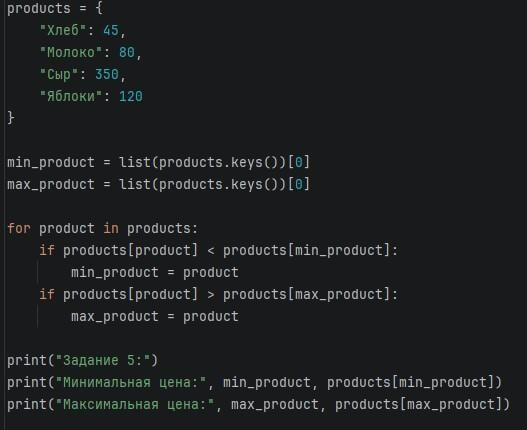 products = {
    "Хлеб": 45,
    "Молоко": 80,
    "Сыр": 350,
    "Яблоки": 120
}

min_product = list(products.keys())[0]
max_product = list(products.keys())[0]

for product in products:
    if products[product] < products[min_product]:
        min_product = product
    if products[product] > products[max_product]:
        max_product = product

print("Задание 5:")
print("Минимальная цена:", min_product, products[min_product])
print("Максимальная цена:", max_product, products[max_product])